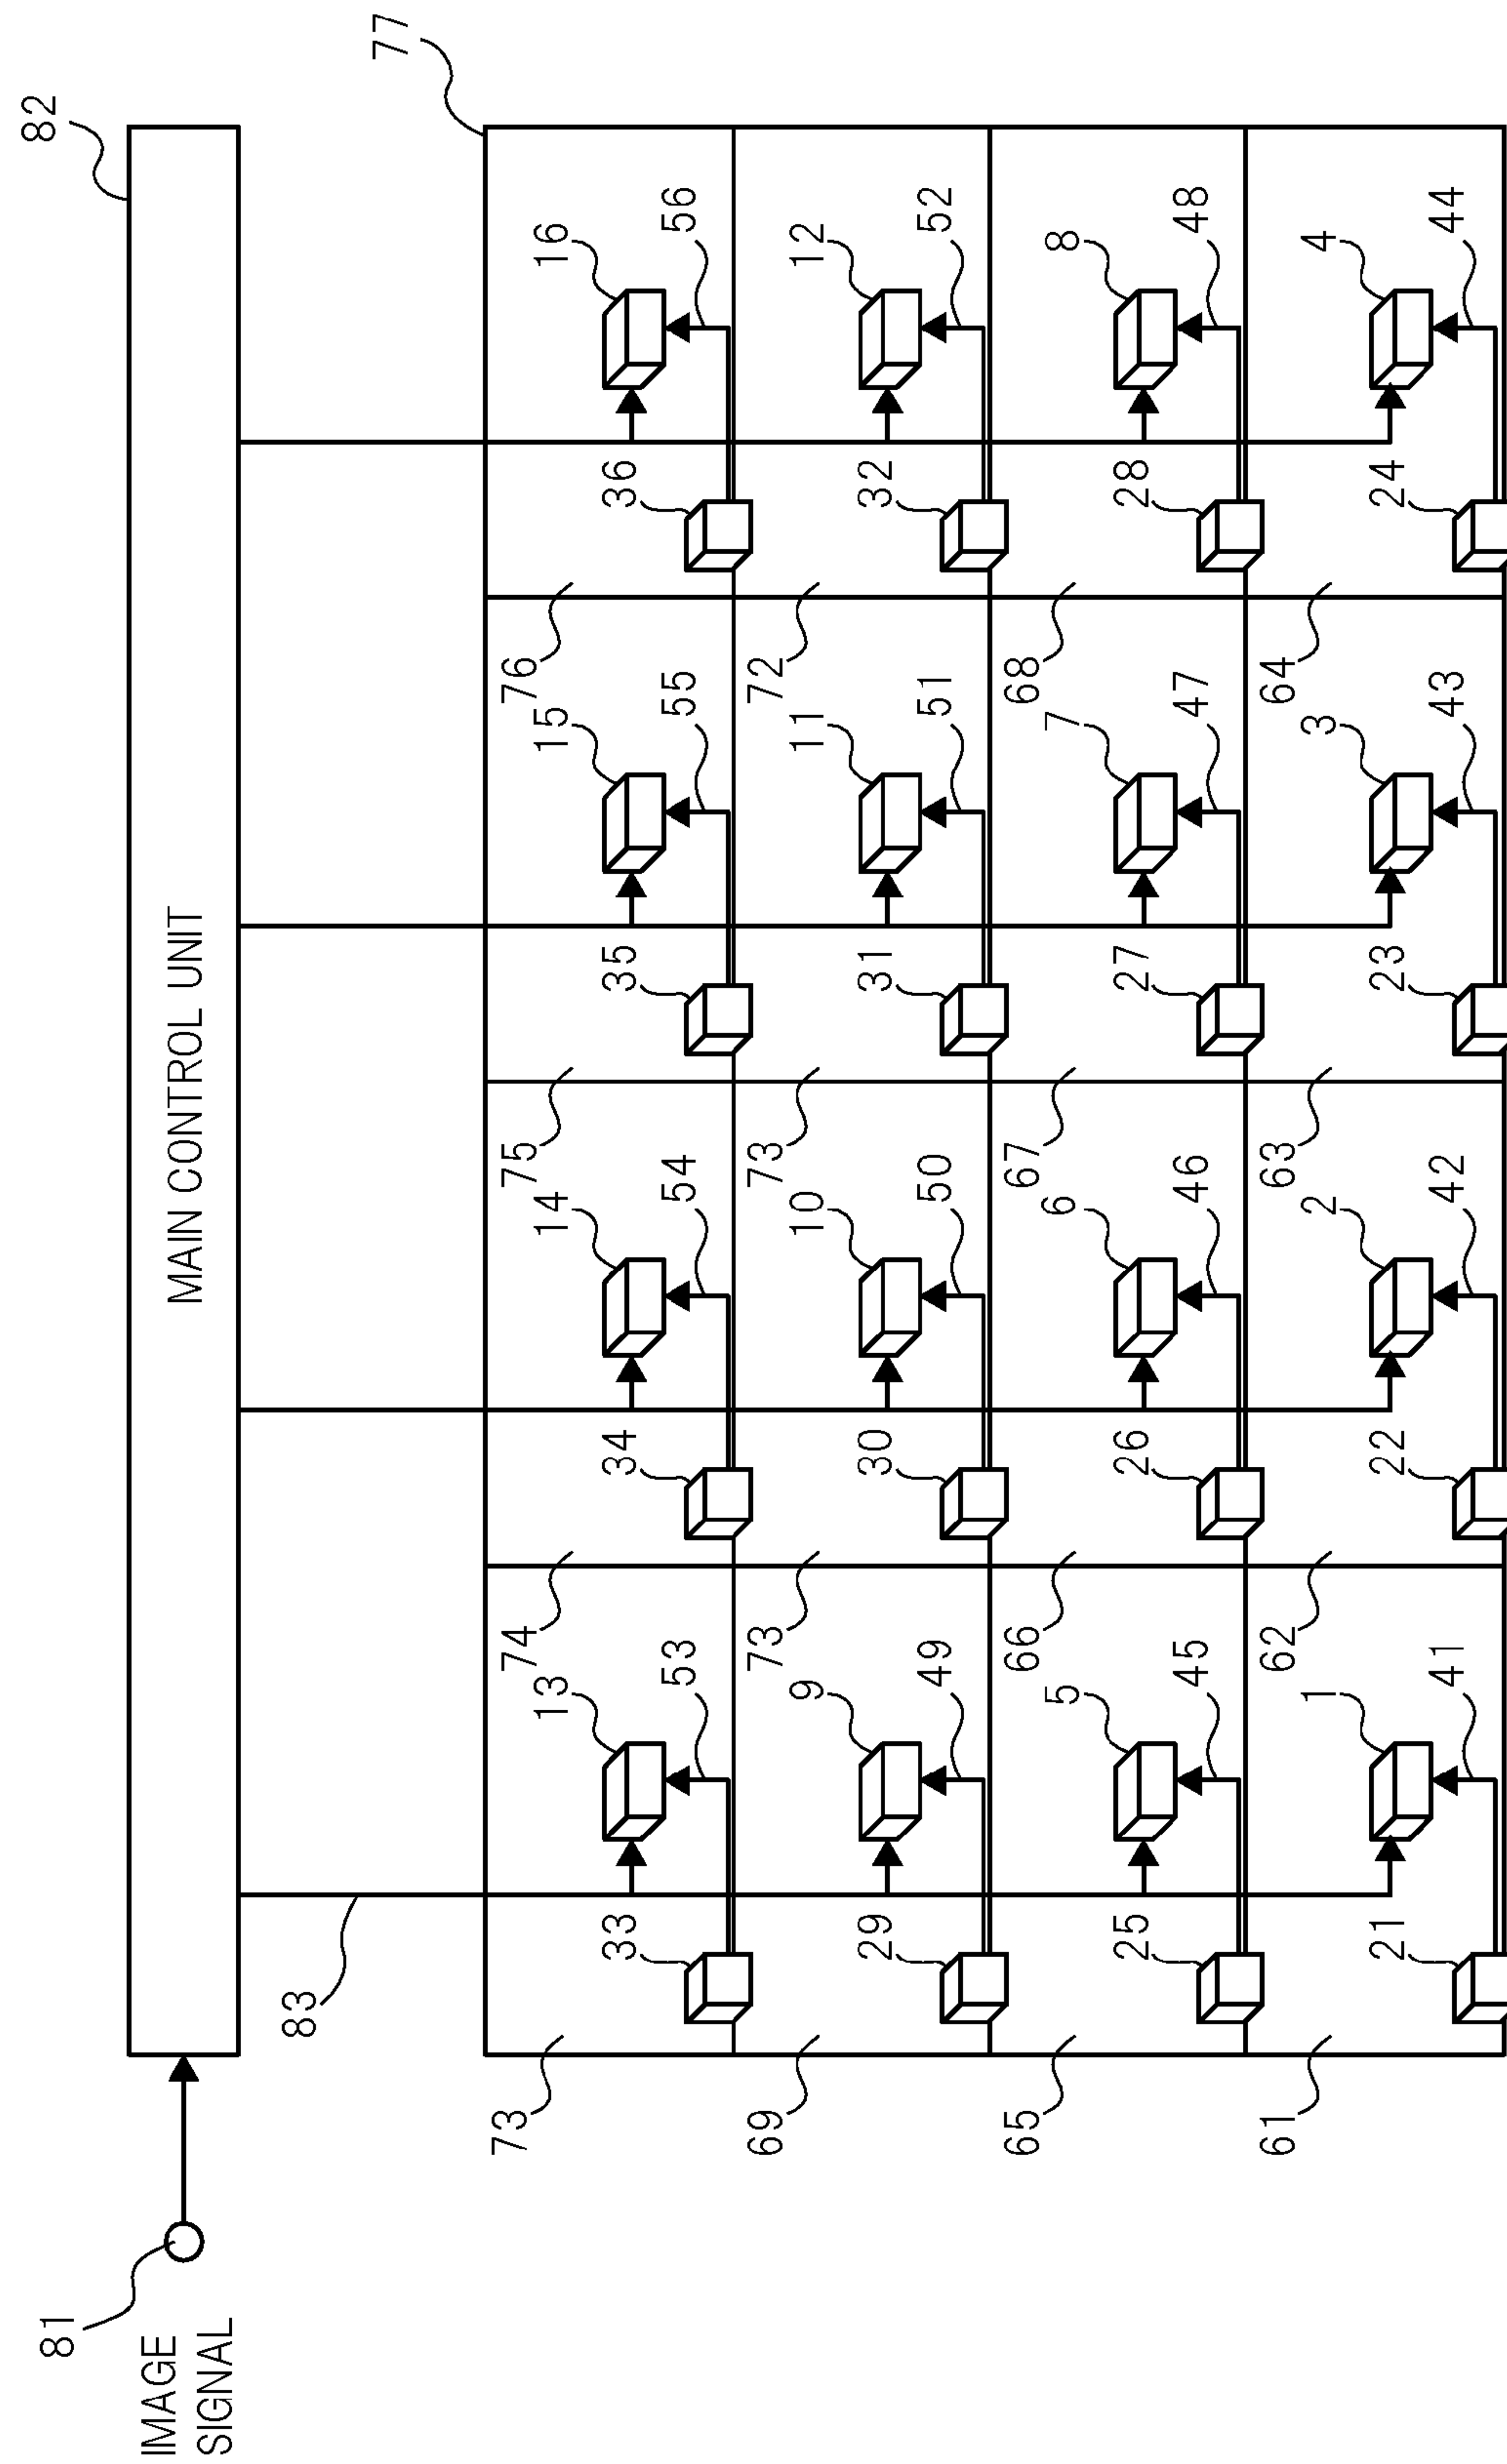 82
81
IMAGE
SIGNAL
MAIN CONTROL UNIT
83
77
73 74 75 76
13 14 15 16
33 34 35 36
53 54 55 56
69 73 73 72
9 10 11 12
29 30 31 32
49 50 51 52
65 66 67 68
5 6 7 8
25 26 27 28
45 46 47 48
61 62 63 64
1 2 3 4
21 22 23 24
41 42 43 44